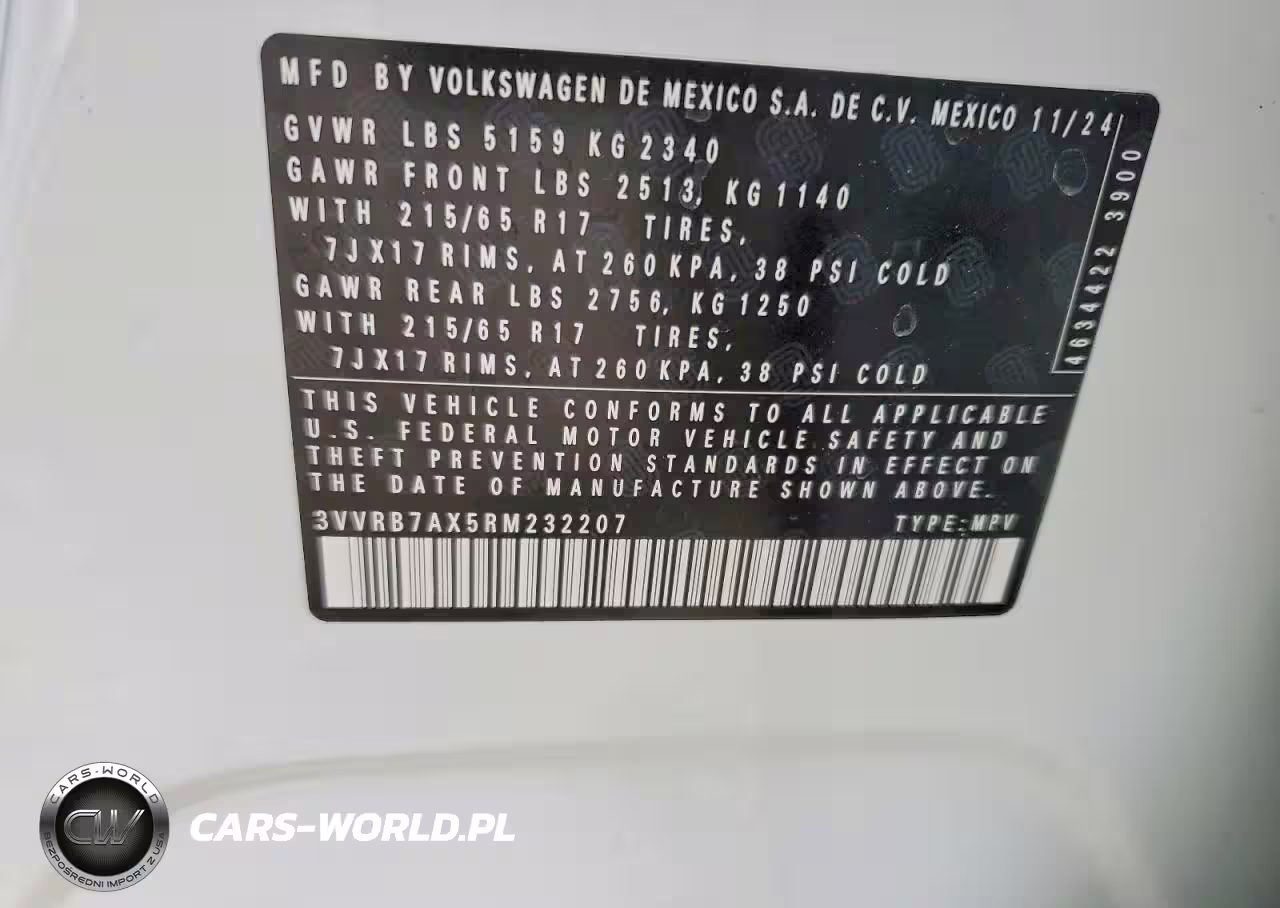 MFD BY VOLKSWAGEN DE MEXICO S.A. DE C.V. MEXICO 11/24
GVWR LBS 5159 KG 2340
GAWR FRONT LBS 2513, KG 1140
WITH 215/65 R17 TIRES,
7JX17 RIMS, AT 260 KPA, 38 PSI COLD
GAWR REAR LBS 2756, KG 1250
WITH 215/65 R17 TIRES,
7JX17 RIMS, AT 260 KPA, 38 PSI COLD
4634422 3900
THIS VEHICLE CONFORMS TO ALL APPLICABLE
U.S. FEDERAL MOTOR VEHICLE SAFETY AND
THEFT PREVENTION STANDARDS IN EFFECT ON
THE DATE OF MANUFACTURE SHOWN ABOVE.
3VVRB7AX5RM232207 TYPE:MPV
CARS-WORLD
CW
BEZPOŚREDNI IMPORT Z USA
CARS-WORLD.PL